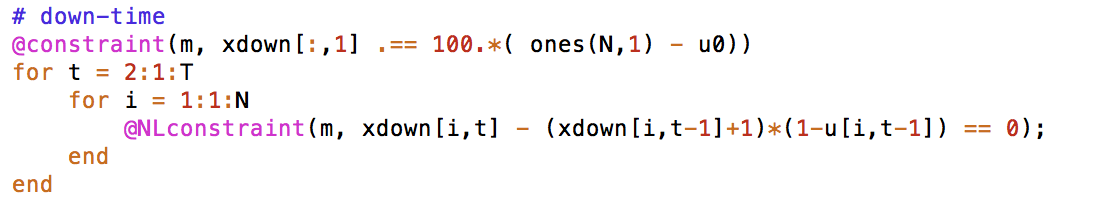 # down-time
@constraint(m, xdown[:,1] .== 100.*( ones(N,1) - u0))
for t = 2:1:T
    for i = 1:1:N
        @NLconstraint(m, xdown[i,t] - (xdown[i,t-1]+1)*(1-u[i,t-1]) == 0);
    end
end